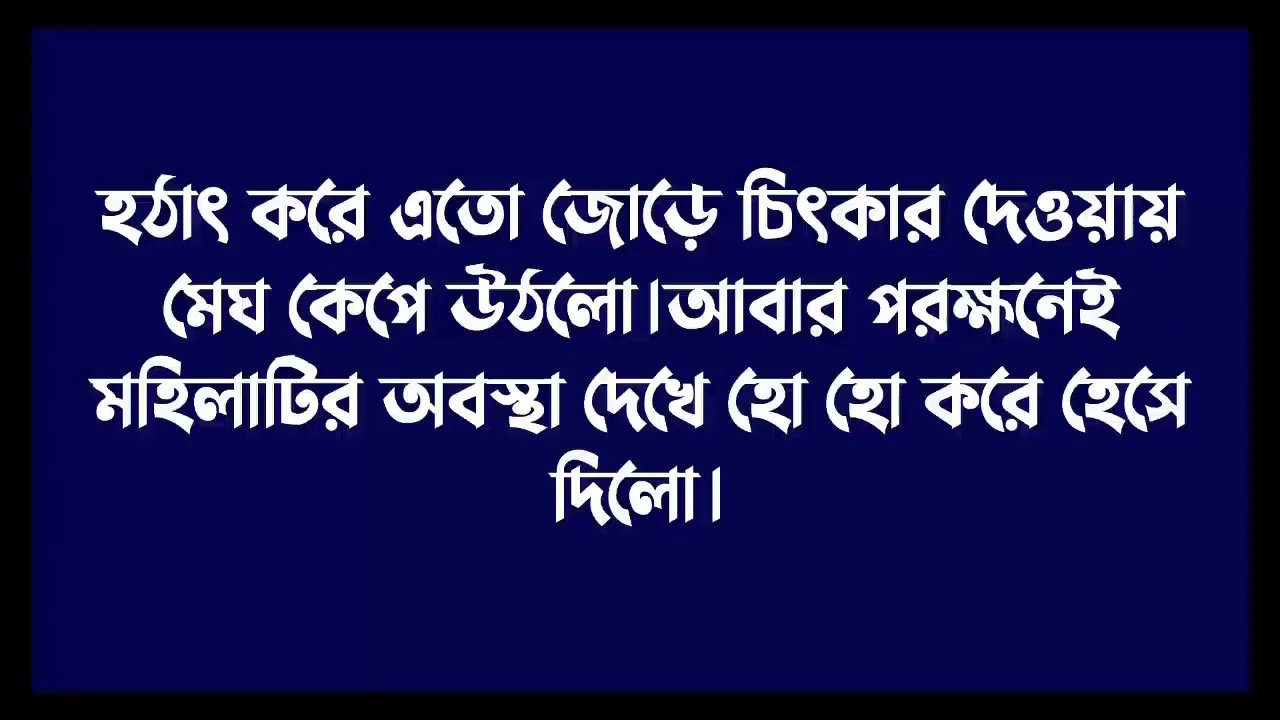 হঠাৎ করে এতো জোড়ে চিৎকার দেওয়ায়
মেঘ কেপে উঠলো।আবার পরক্ষনেই
মহিলাটির অবস্থা দেখে হো হো করে হেসে
দিলো।